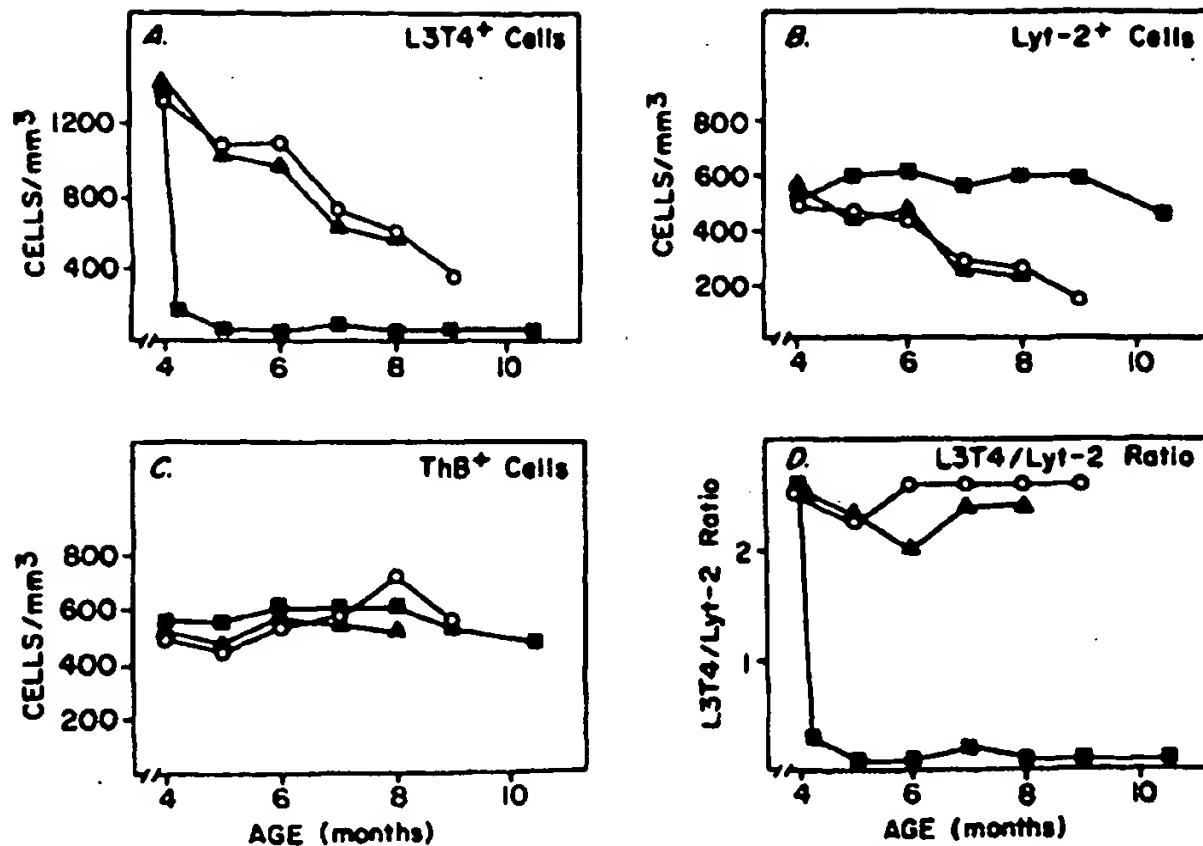 A. L3T4+ Cells
CELLS/mm3
1200
800
400
4 6 8 10
B. Lyt-2+ Cells
CELLS/mm3
800
600
400
200
4 6 8 10
C. ThB+ Cells
CELLS/mm3
800
600
400
200
4 6 8 10
AGE (months)
D. L3T4/Lyt-2 Ratio
L3T4/Lyt-2 Ratio
2
1
4 6 8 10
AGE (months)